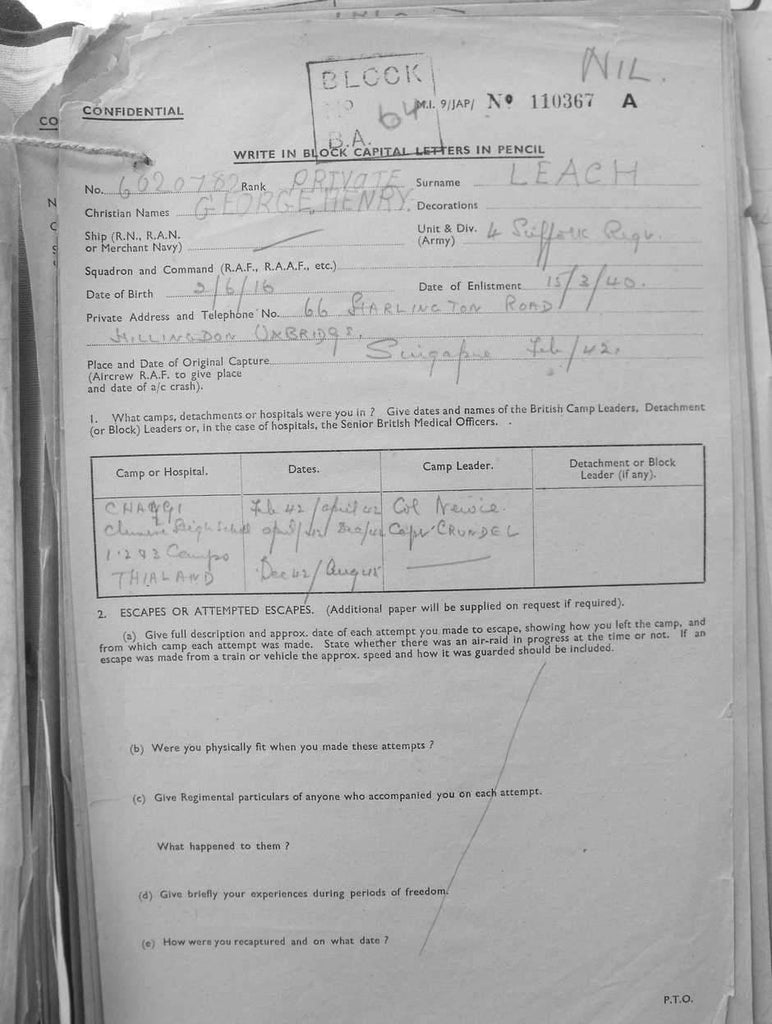 NIL.
BLOCK
CO
CONFIDENTIAL
64
M.I. 9/JAP/ No 110367 A
B.A.
WRITE IN BLOCK CAPITAL LETTERS IN PENCIL
No. 6020782 Rank PRIVATE Surname LEACH
Christian Names GEORGE. HENRY. Decorations
Ship (R.N., R.A.N. or Merchant Navy)
Unit & Div. (Army) 4 Suffolk Regt.
Squadron and Command (R.A.F., R.A.A.F., etc.)
Date of Birth 2/6/16 Date of Enlistment 15/3/40.
Private Address and Telephone No. 66 HARLINGTON ROAD
HILLINGDON UXBRIDGE.
Place and Date of Original Capture Singapore Feb/42.
(Aircrew R.A.F. to give place
and date of a/c crash).
1. What camps, detachments or hospitals were you in ? Give dates and names of the British Camp Leaders, Detachment
(or Block) Leaders or, in the case of hospitals, the Senior British Medical Officers.
Camp or Hospital. Dates. Camp Leader. Detachment or Block Leader (if any).
Feb 42/April 42 Col
april/42 Dec/42 Capt CRUNDEL
1.2&3 Camps
THIALAND Dec 42/Aug 45
2. ESCAPES OR ATTEMPTED ESCAPES. (Additional paper will be supplied on request if required).
(a) Give full description and approx. date of each attempt you made to escape, showing how you left the camp, and
from which camp each attempt was made. State whether there was an air-raid in progress at the time or not. If an
escape was made from a train or vehicle the approx. speed and how it was guarded should be included.
(b) Were you physically fit when you made these attempts ?
(c) Give Regimental particulars of anyone who accompanied you on each attempt.
What happened to them ?
(d) Give briefly your experiences during periods of freedom.
(e) How were you recaptured and on what date ?
P.T.O.